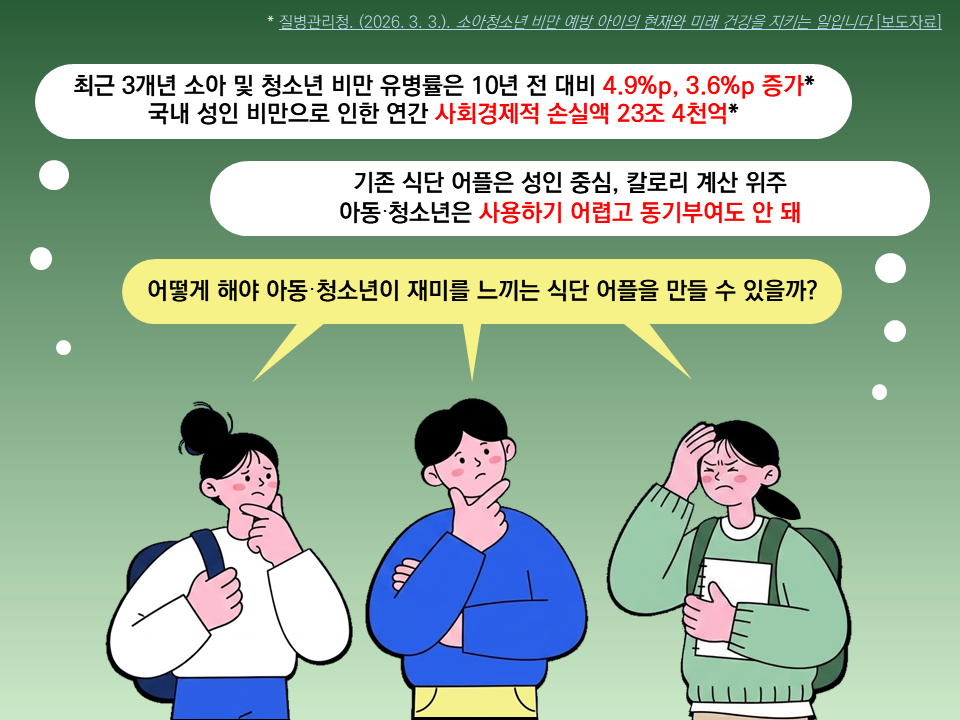 * 질병관리청. (2026. 3. 3.). 소아청소년 비만 예방 아이의 현재와 미래 건강을 지키는 일입니다 [보도자료]
최근 3개년 소아 및 청소년 비만 유병률은 10년 전 대비 4.9%p, 3.6%p 증가*
국내 성인 비만으로 인한 연간 사회경제적 손실액 23조 4천억*
기존 식단 어플은 성인 중심, 칼로리 계산 위주
아동·청소년은 사용하기 어렵고 동기부여도 안 돼
어떻게 해야 아동·청소년이 재미를 느끼는 식단 어플을 만들 수 있을까?